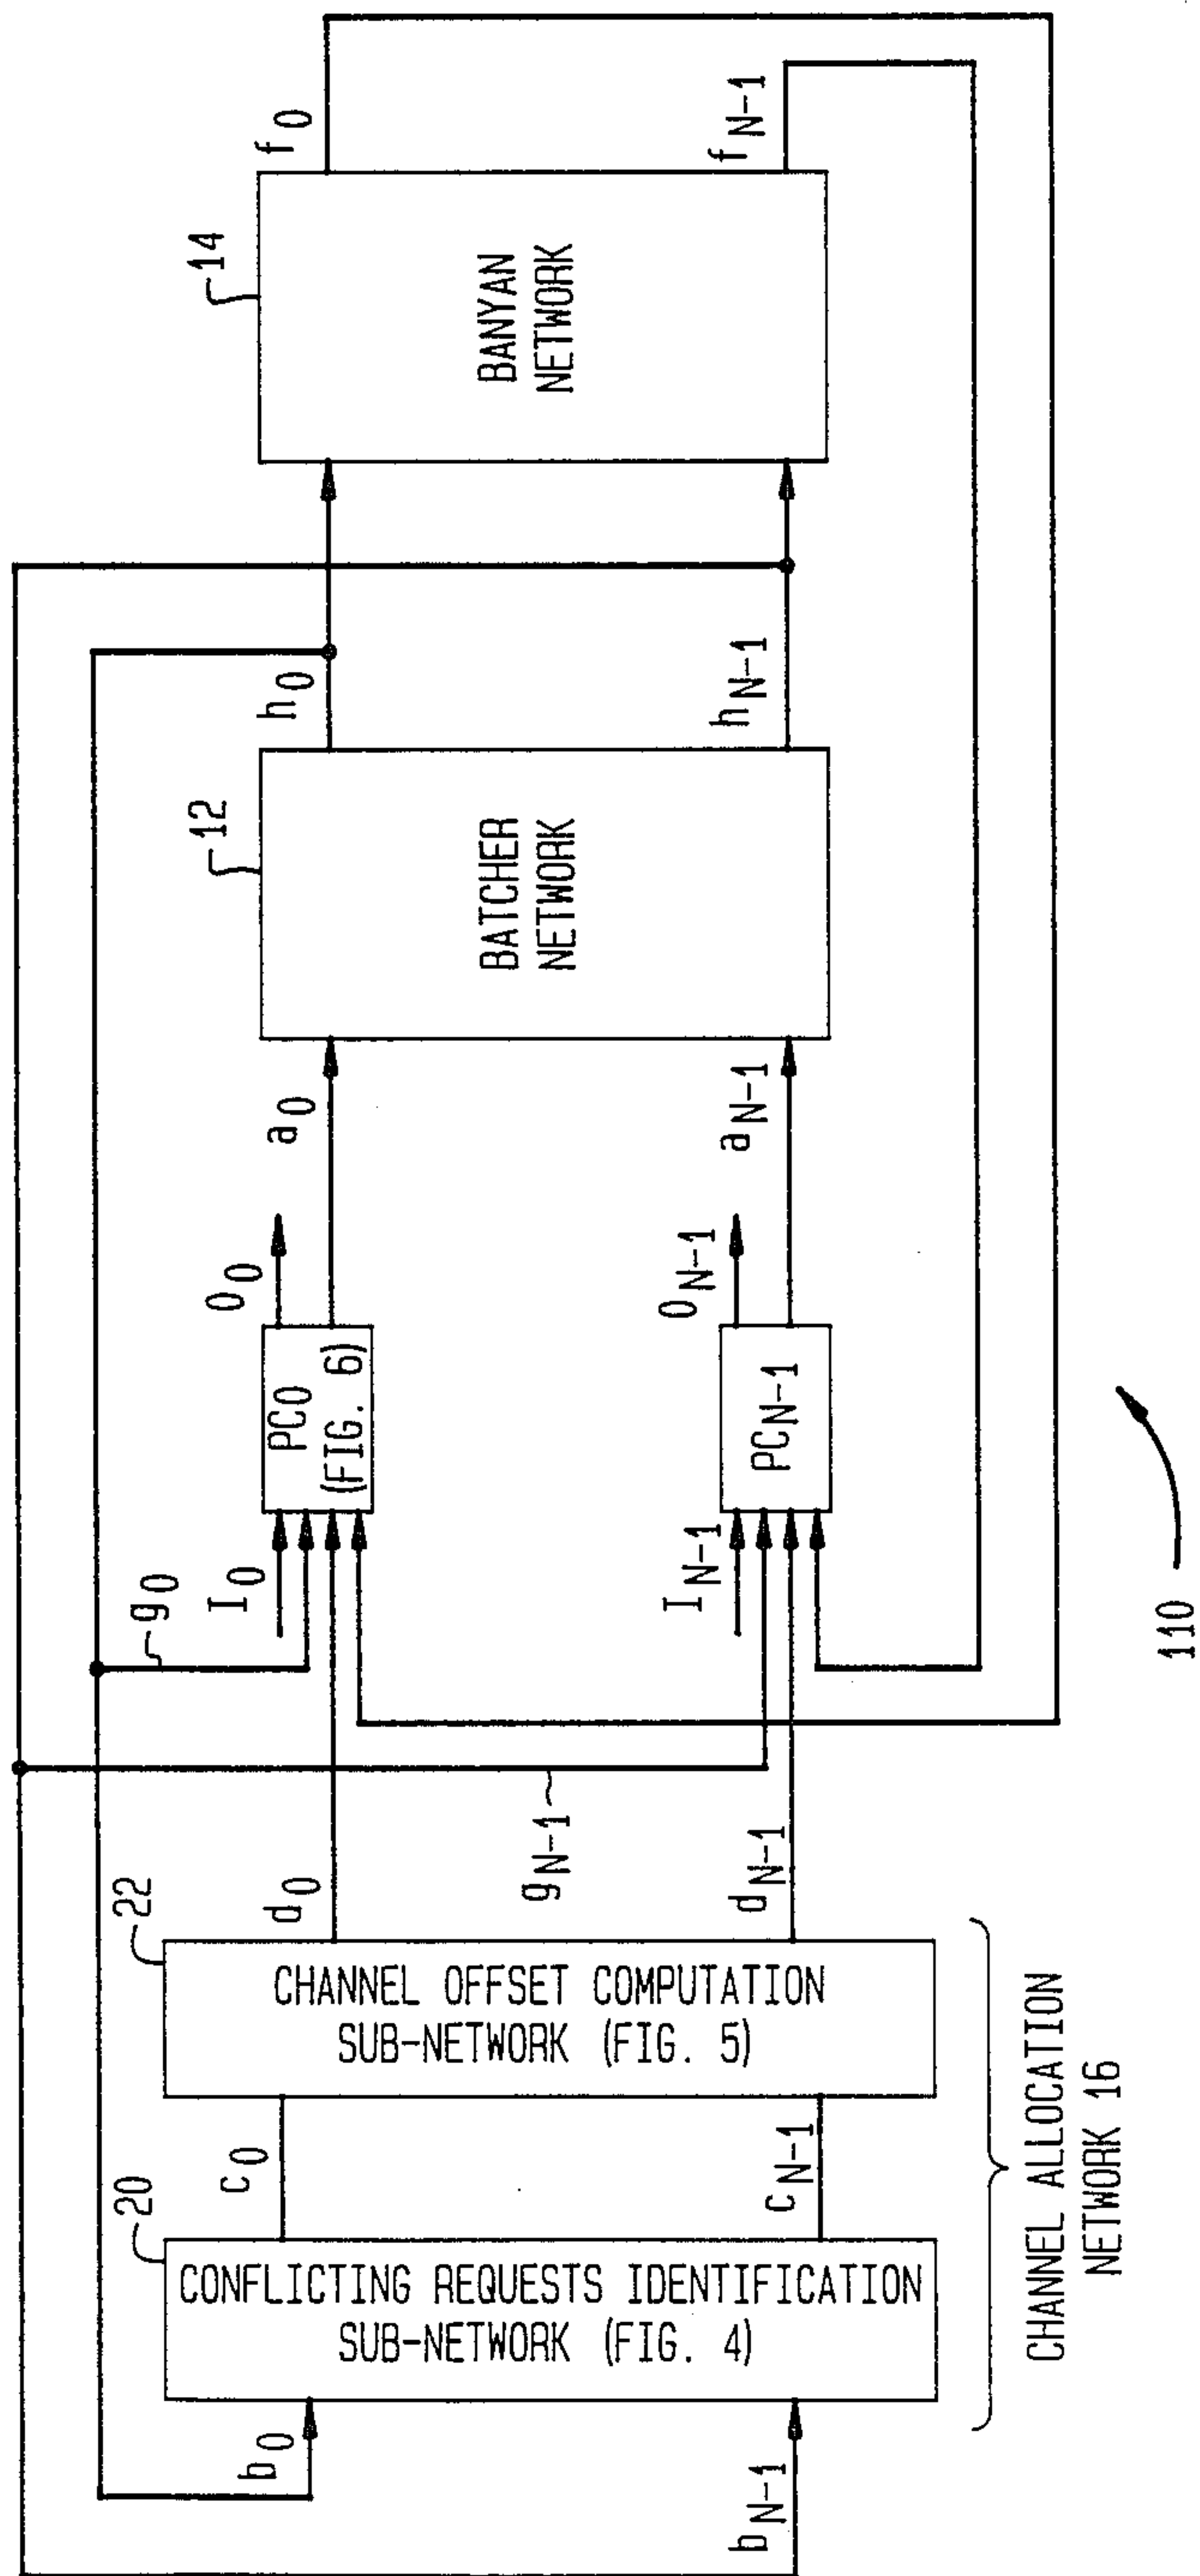 b0
bN-1
20
CONFLICTING REQUESTS IDENTIFICATION
SUB-NETWORK (FIG. 4)
c0
cN-1
22
CHANNEL OFFSET COMPUTATION
SUB-NETWORK (FIG. 5)
CHANNEL ALLOCATION
NETWORK 16
d0
dN-1
g0
gN-1
I0
IN-1
PC0
(FIG. 6)
PCN-1
O0
ON-1
a0
aN-1
12
BATCHER
NETWORK
h0
hN-1
14
BANYAN
NETWORK
f0
fN-1
110